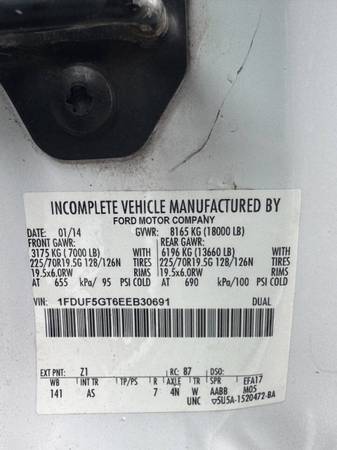 INCOMPLETE VEHICLE MANUFACTURED BY
FORD MOTOR COMPANY
DATE: 01/14 GVWR: 8165 KG (18000 LB)
FRONT GAWR: REAR GAWR:
3175 KG ( 7000 LB) WITH 6196 KG (13660 LB) WITH
225/70R19.5G 128/126N TIRES 225/70R19.5G 128/126N TIRES
19.5x6.0RW RIMS 19.5x6.0RW RIMS
AT 655 kPa/ 95 PSI COLD AT 690 kPa/100 PSI COLD
VIN: 1FDUF5GT6EEB30691 DUAL
EXT PNT: Z1 RC: 87 DSO:
WB INT TR TP/PS R AXLE TR SPR EFA17
141 AS 7 4N W AABB M05
5U5A-1520472-BA